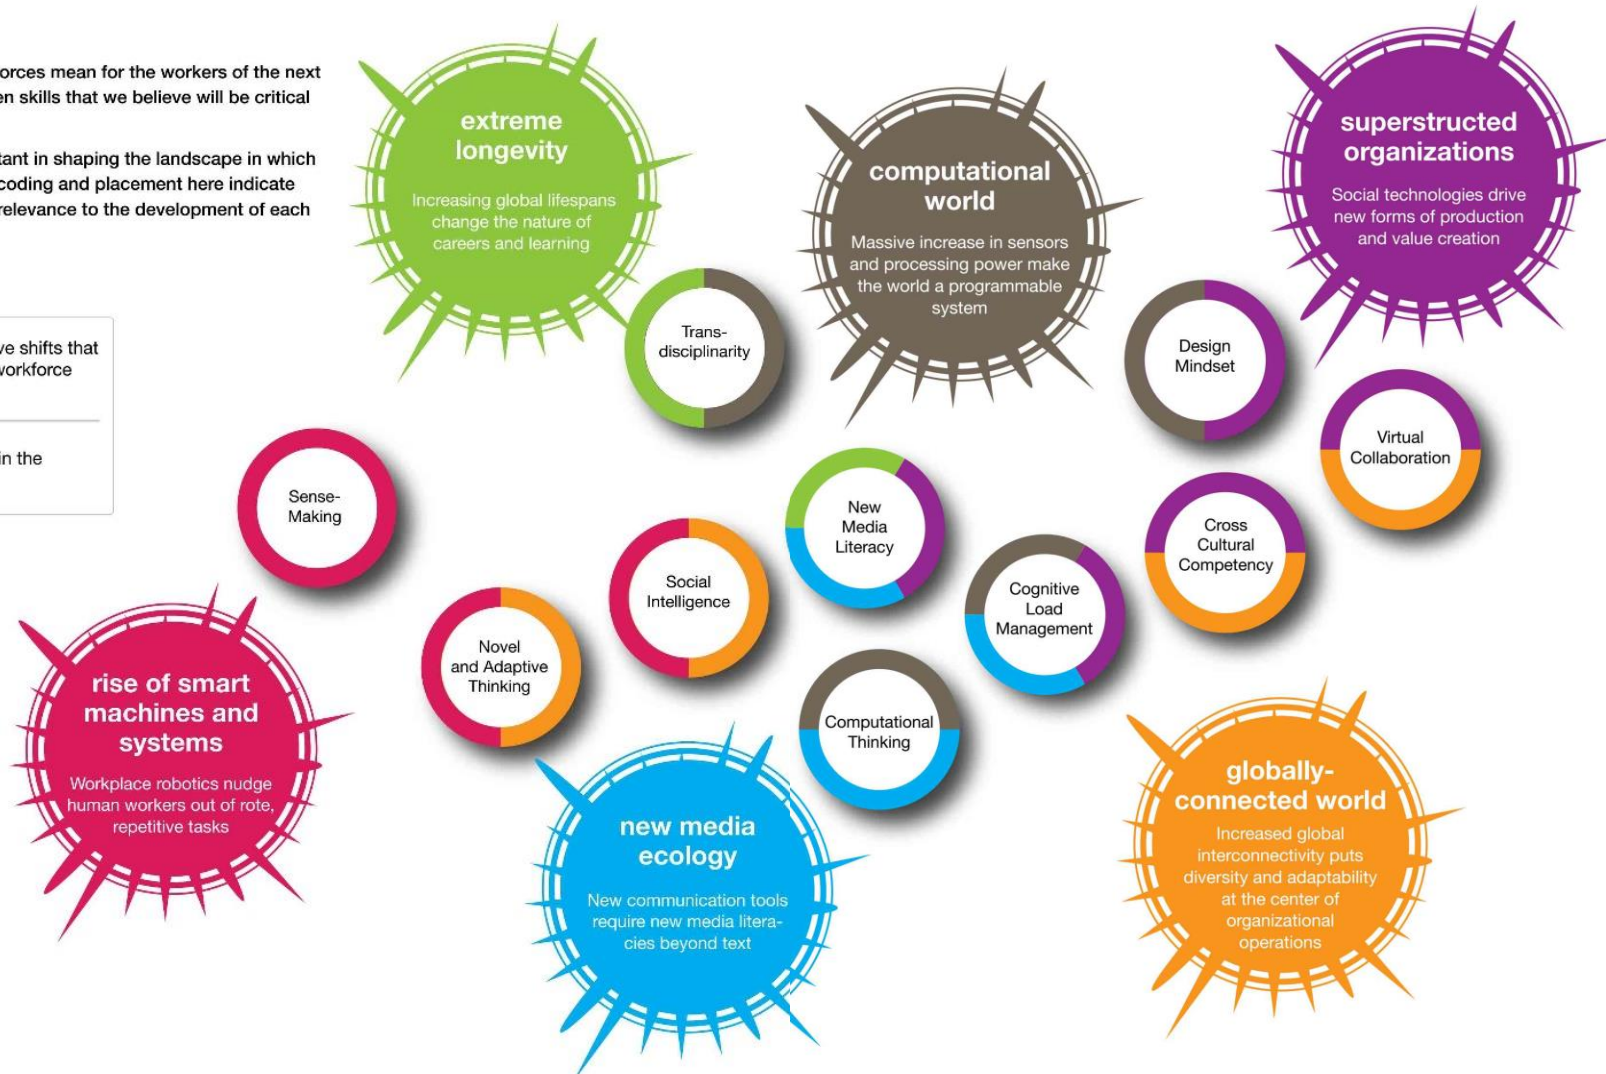 orces mean for the workers of the next
en skills that we believe will be critical
tant in shaping the landscape in which
coding and placement here indicate
relevance to the development of each
ve shifts that
workforce
in the
extreme
longevity
Increasing global lifespans
change the nature of
careers and learning
computational
world
Massive increase in sensors
and processing power make
the world a programmable
system
superstructed
organizations
Social technologies drive
new forms of production
and value creation
Trans-
disciplinarity
Design
Mindset
Virtual
Collaboration
Sense-
Making
New
Media
Literacy
Cross
Cultural
Competency
Social
Intelligence
Cognitive
Load
Management
Novel
and Adaptive
Thinking
Computational
Thinking
rise of smart
machines and
systems
Workplace robotics nudge
human workers out of rote,
repetitive tasks
new media
ecology
New communication tools
require new media litera-
cies beyond text
globally-
connected world
Increased global
interconnectivity puts
diversity and adaptability
at the center of
organizational
operations